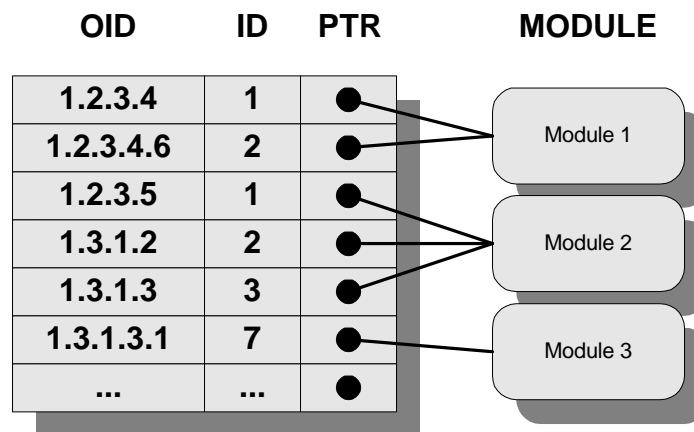 OID ID PTR MODULE
1.2.3.4 1
Module 1
1.2.3.4.6 2
1.2.3.5 1
1.3.1.2 2 Module 2
1.3.1.3 3
1.3.1.3.1 7 Module 3
... ...